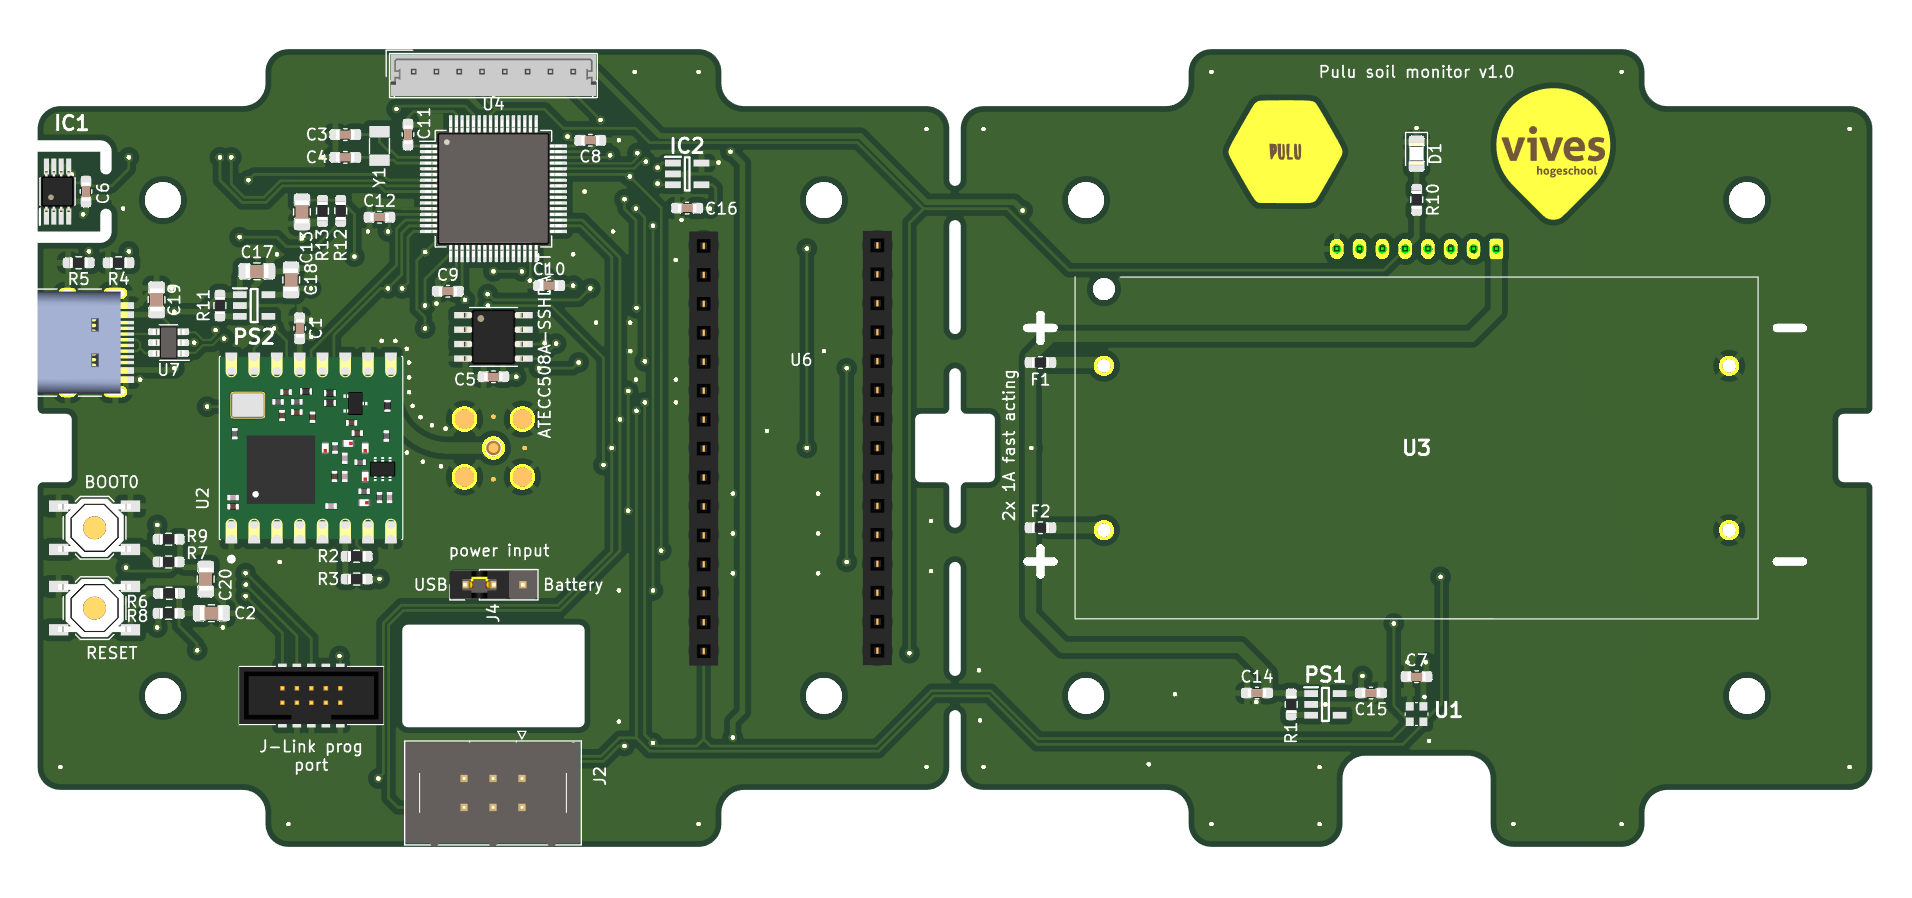 Pulu soil monitor v1.0
U4
IC1
C3
C11
C4
C8
IC2
PULU
D1
vives
hogeschool
Y1
C6
C12
C16
R10
C13
R13
R12
C17
R5
R4
C18
C9
C10
C19
R11
PS2
C1
U7
ATECC508A-SSHD
T
U6
C5
F1
2x 1A fast acting
U3
BOOT0
U2
F2
R9
R7
R2
R3
power input
USB
Battery
J4
C20
R6
R8
C2
RESET
C7
C14
PS1
C15
R1
U1
J-Link prog
port
J2